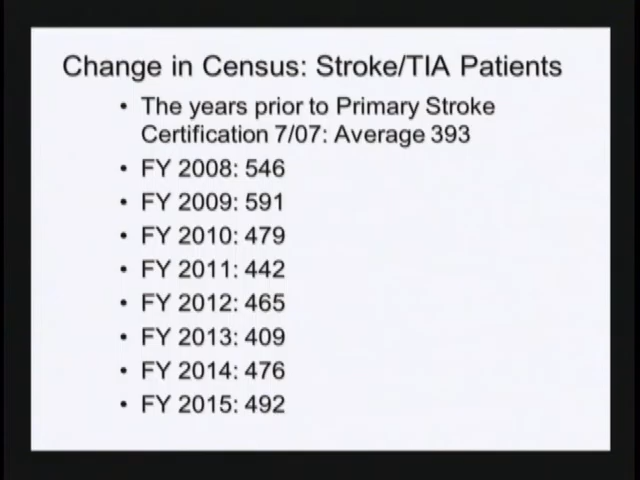 Change in Census: Stroke/TIA Patients
• The years prior to Primary Stroke
Certification 7/07: Average 393
• FY 2008: 546
• FY 2009: 591
• FY 2010: 479
• FY 2011: 442
• FY 2012: 465
• FY 2013: 409
• FY 2014: 476
• FY 2015: 492